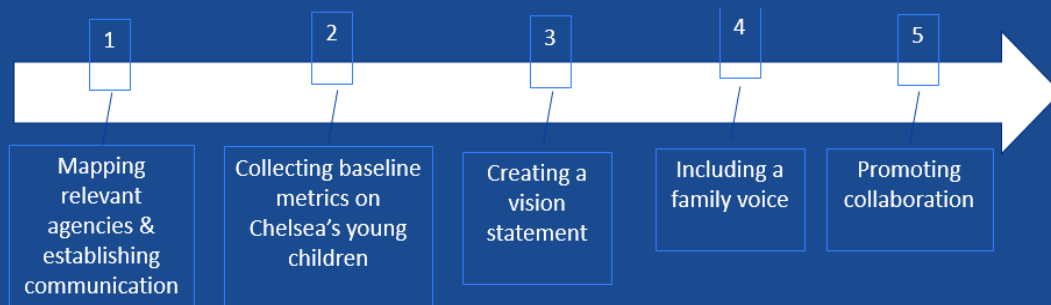 1
2
3
4
5
Mapping
relevant
agencies &
establishing
communication
Collecting baseline
metrics on
Chelsea's young
children
Creating a
vision
statement
Including a
family voice
Promoting
collaboration